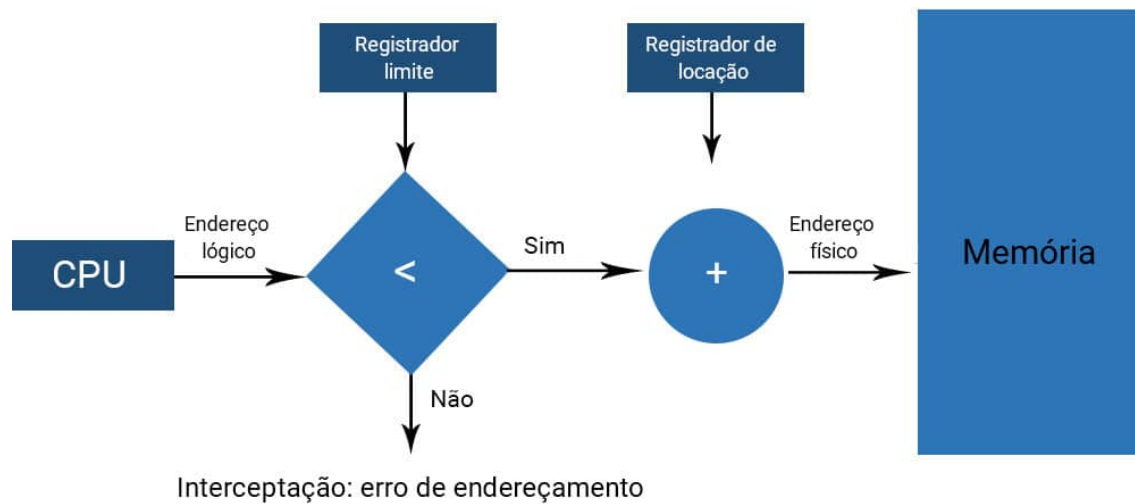 Registrador
limite
Registrador de
locação
Endereço
lógico
CPU
<
Sim
+
Endereço
físico
Memória
Não
Interceptação: erro de endereçamento